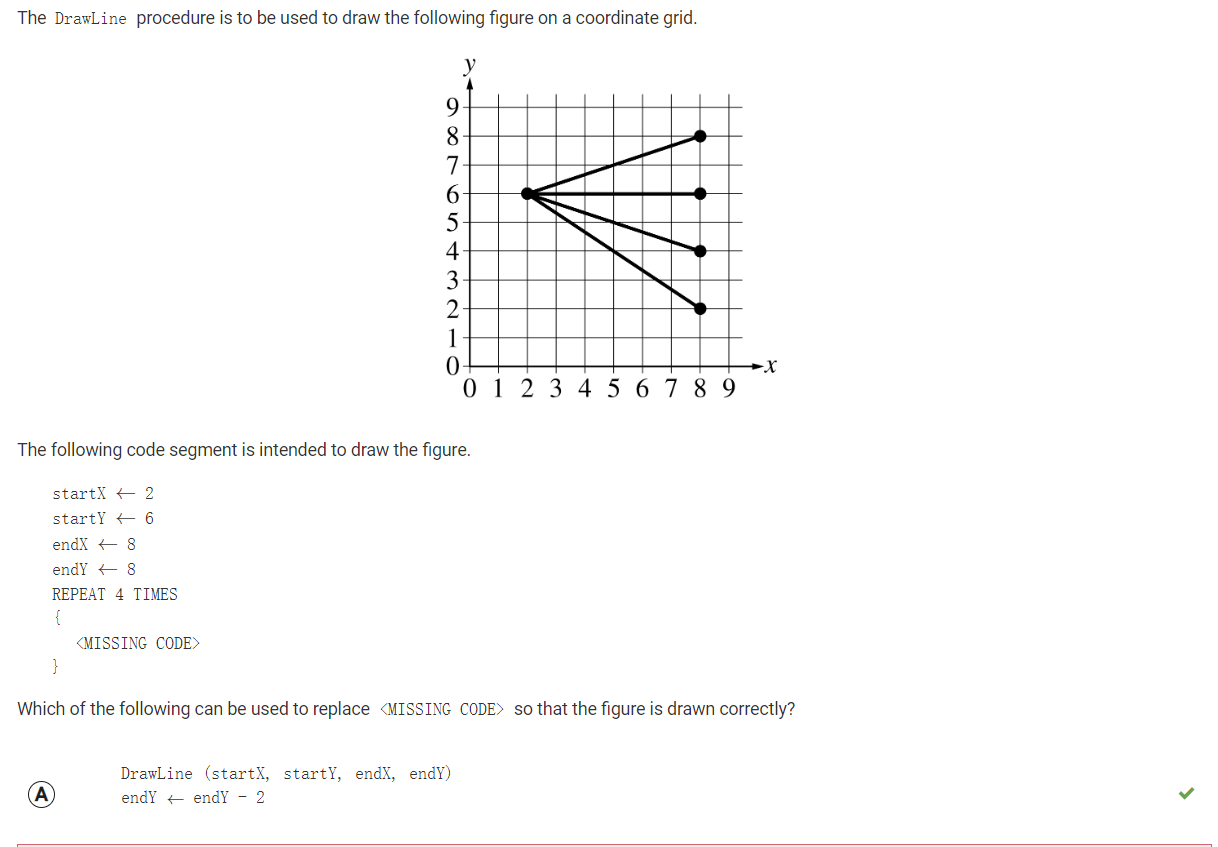 The DrawLine procedure is to be used to draw the following figure on a coordinate grid.
y
9
8
7
6
5
4
3
2
1
0
x
0 1 2 3 4 5 6 7 8 9
The following code segment is intended to draw the figure.
startX ← 2
startY ← 6
endX ← 8
endY ← 8
REPEAT 4 TIMES
{
<MISSING CODE>
}
Which of the following can be used to replace <MISSING CODE> so that the figure is drawn correctly?
A
DrawLine (startX, startY, endX, endY)
endY ← endY - 2